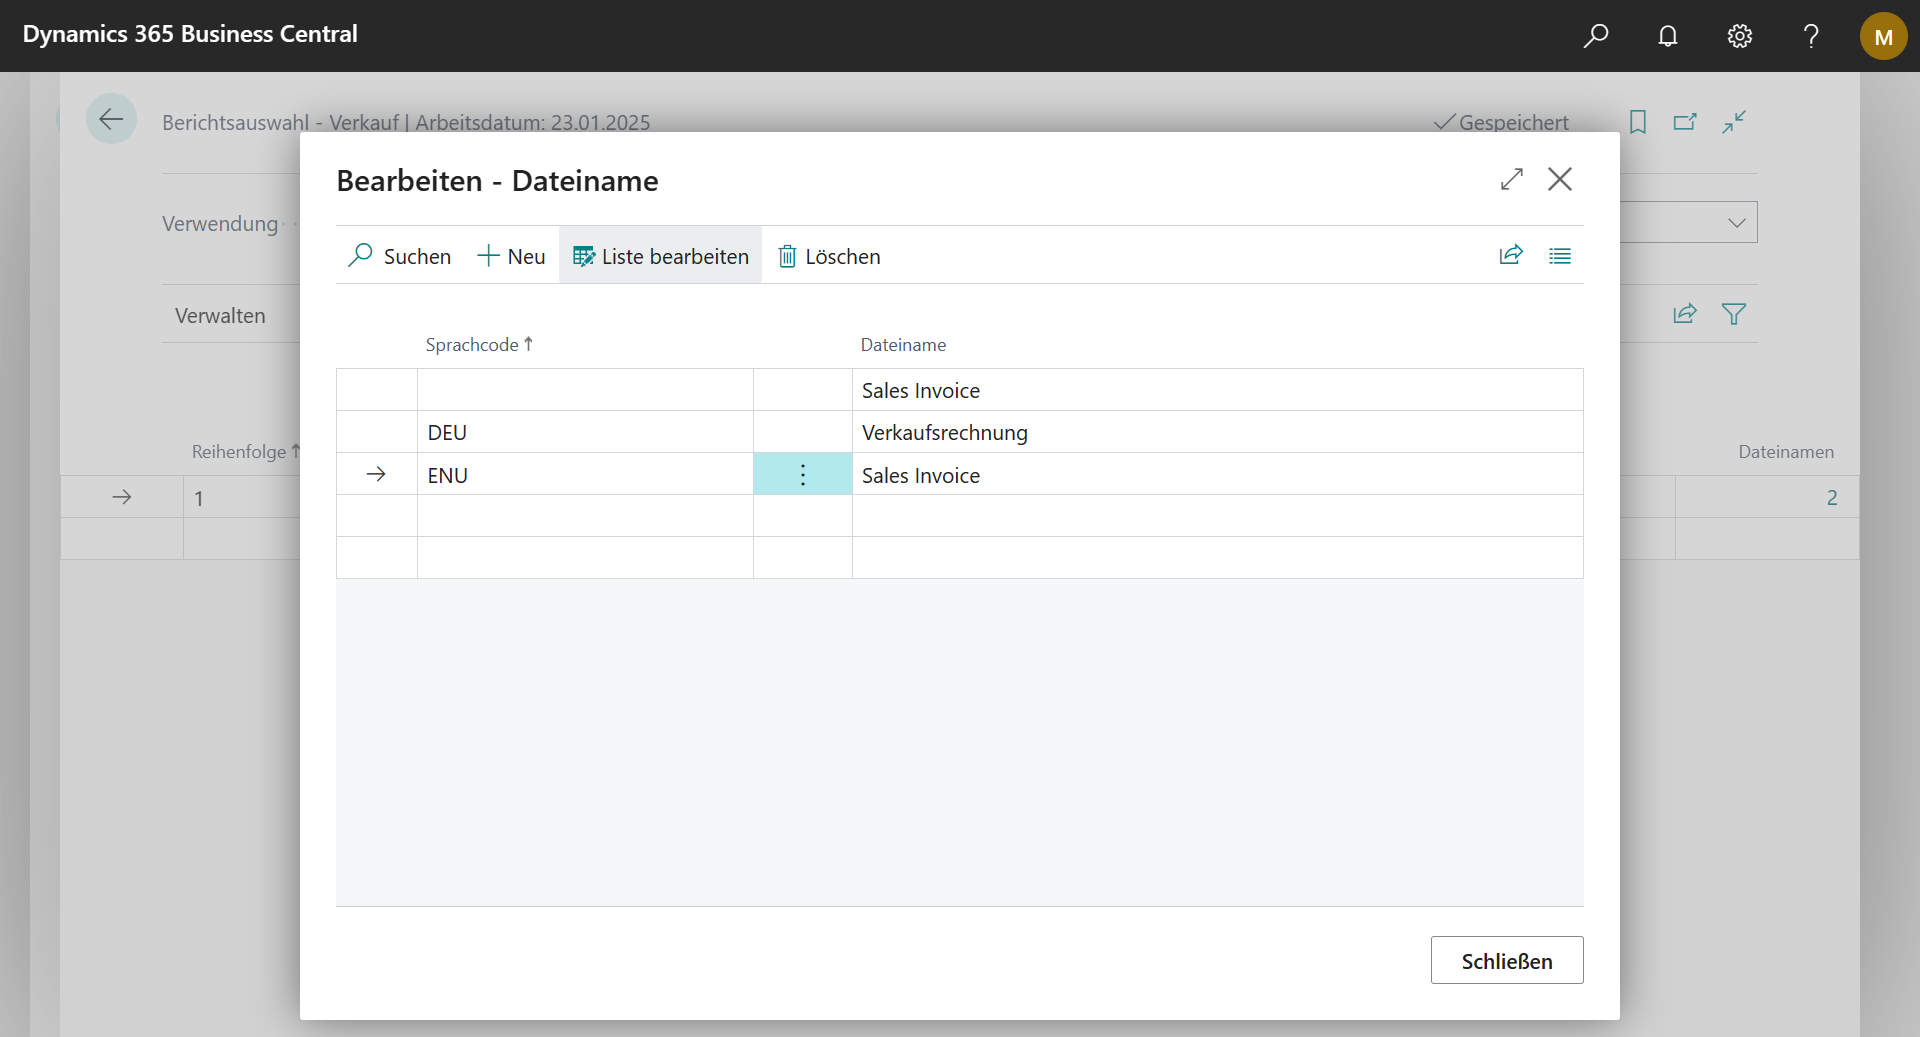 Dynamics 365 Business Central
M
Berichtsauswahl - Verkauf | Arbeitsdatum: 23.01.2025
Gespeichert
Bearbeiten - Dateiname
Verwendung
Suchen
Neu
Liste bearbeiten
Löschen
Verwalten
Sprachcode ↑
Dateiname
Sales Invoice
DEU
Verkaufsrechnung
Reihenfolge ↑
Dateinamen
ENU
Sales Invoice
1
2
Schließen